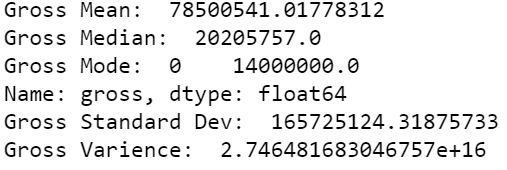 Gross Mean:  78500541.01778312
Gross Median:  20205757.0
Gross Mode:  0    14000000.0
Name: gross, dtype: float64
Gross Standard Dev:  165725124.31875733
Gross Varience:  2.746481683046757e+16